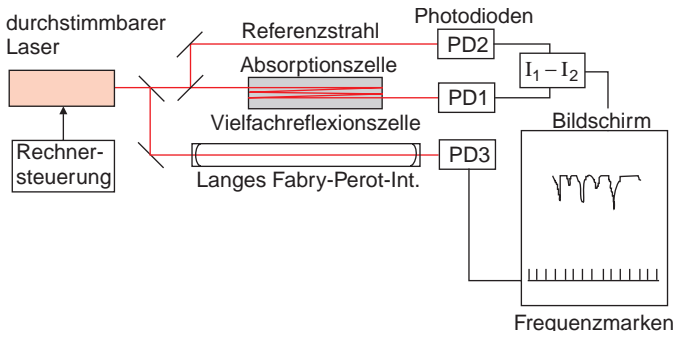 durchstimmbarer
Laser
Rechner-
steuerung
Referenzstrahl
Absorptionszelle
Vielfachreflexionszelle
Langes Fabry-Perot-Int.
Photodioden
PD2
PD1
PD3
I₁ – I₂
Bildschirm
Frequenzmarken